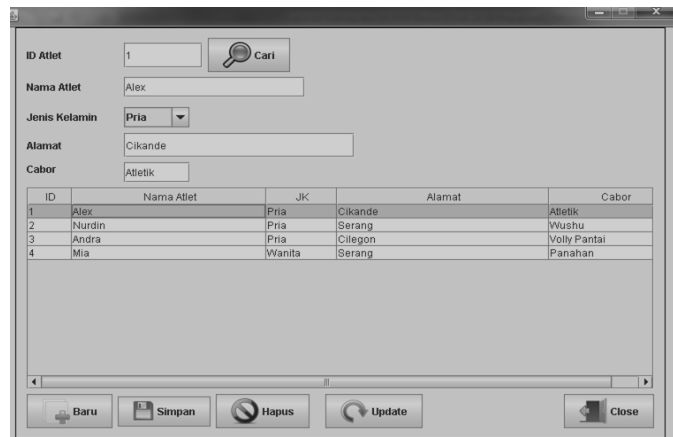 ID Atlet 1 Cari
Nama Atlet Alex
Jenis Kelamin Pria
Alamat Cikande
Cabor Atletik
ID Nama Atlet JK Alamat Cabor
1 Alex Pria Cikande Atletik
2 Nurdin Pria Serang Wushu
3 Andra Pria Cilegon Volly Pantai
4 Mia Wanita Serang Panahan
Baru Simpan Hapus Update Close